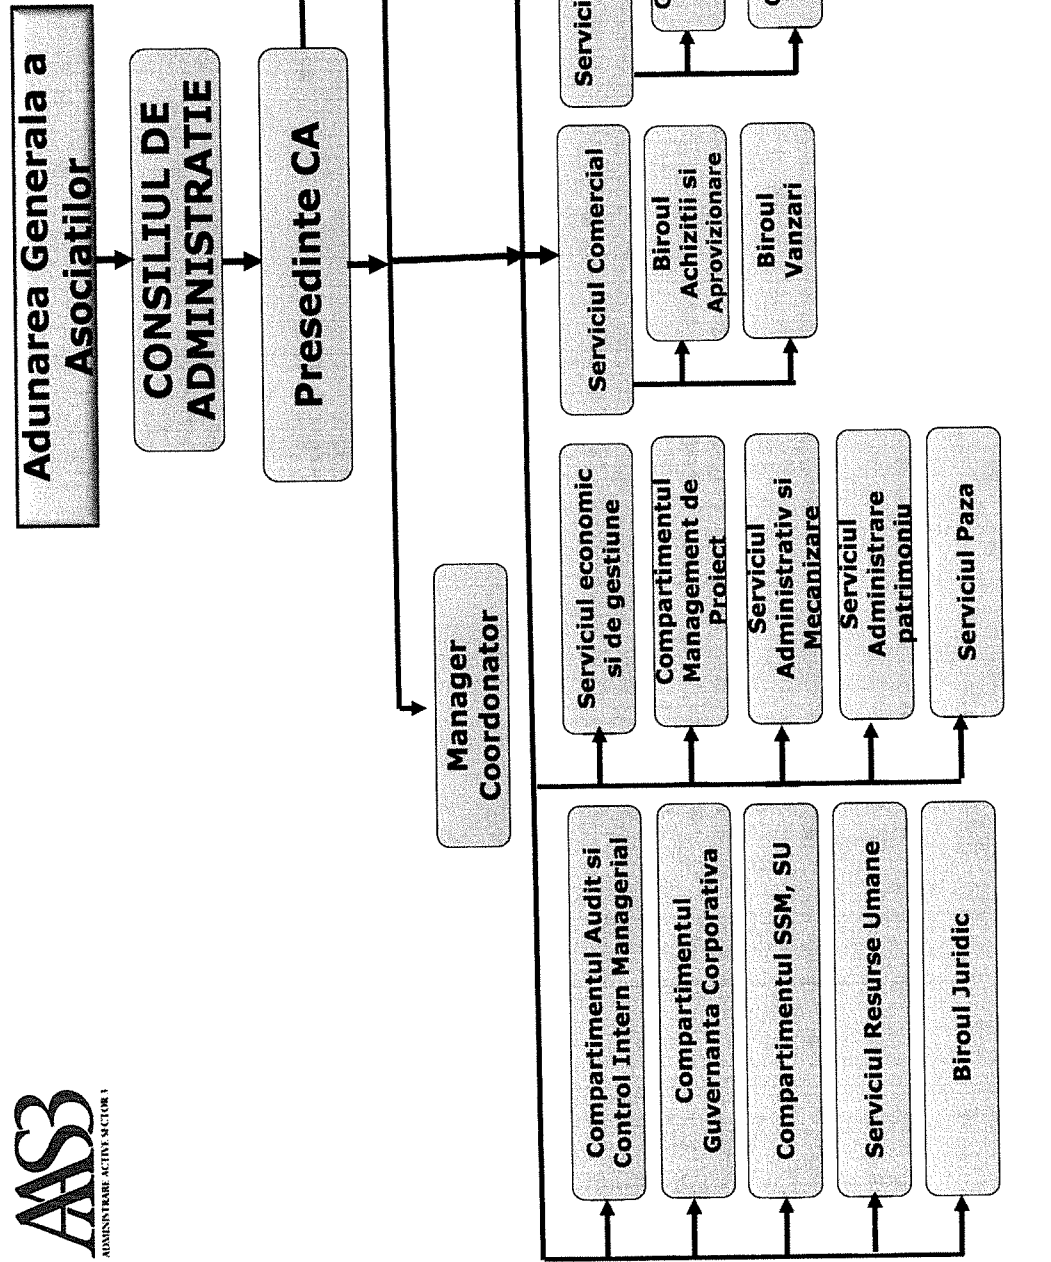 AAS3
ADMINISTRARE ACTIVE SECTOR 3
Adunarea Generala a
Asociatilor
CONSILIUL DE
ADMINISTRATIE
Presedinte CA
Manager
Coordonator
Compartimentul Audit si
Control Intern Managerial
Compartimentul
Guvernanta Corporativa
Compartimentul SSM, SU
Serviciul Resurse Umane
Biroul Juridic
Serviciul economic
si de gestiune
Compartimentul
Management de
Proiect
Serviciul
Administrativ si
Mecanizare
Serviciul
Administrare
patrimoniu
Serviciul Paza
Serviciul Comercial
Biroul
Achizitii si
Aprovizionare
Biroul
Vanzari
Servici